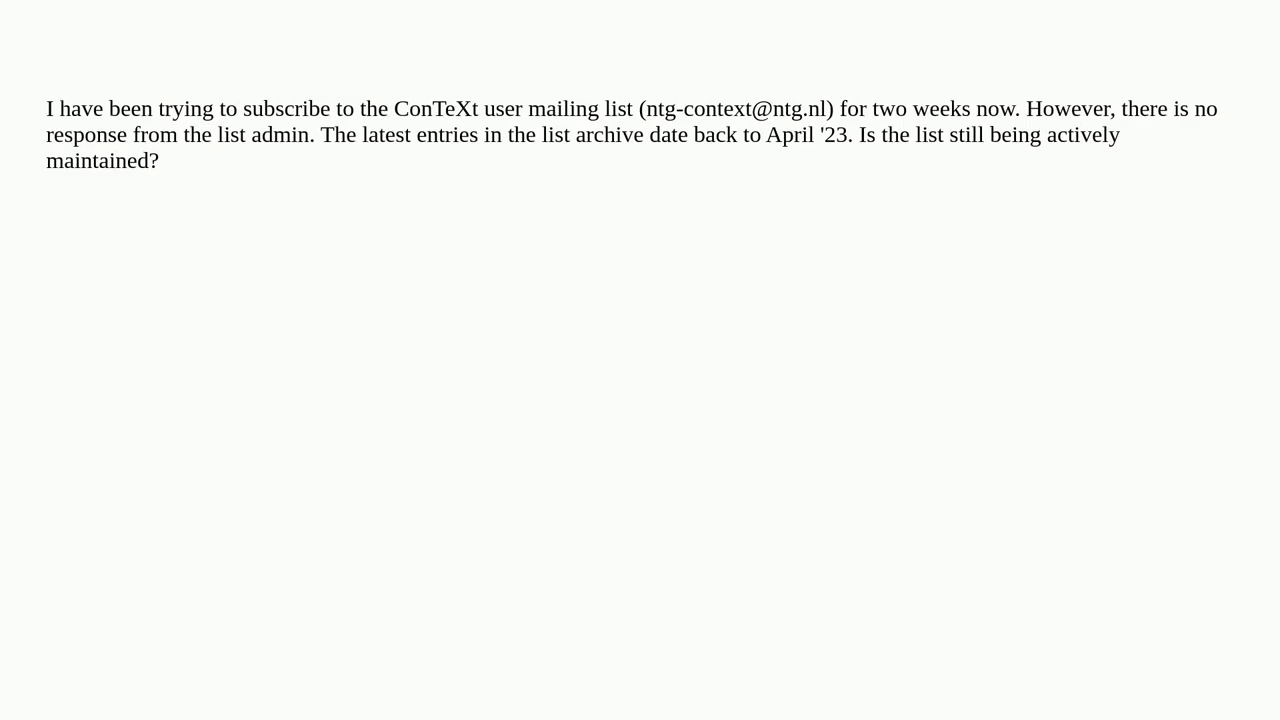 I have been trying to subscribe to the ConTeXt user mailing list (ntg-context@ntg.nl) for two weeks now. However, there is no
response from the list admin. The latest entries in the list archive date back to April '23. Is the list still being actively
maintained?